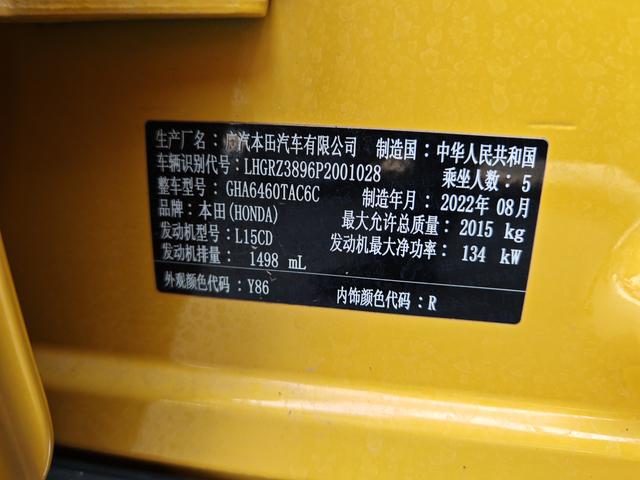 生产厂名：广汽本田汽车有限公司 制造国：中华人民共和国
车辆识别代号：LHGRZ3896P2001028 乘坐人数：5
整车型号：GHA6460TAC6C 制造年月：2022年08月
品牌：本田(HONDA) 最大允许总质量：2015 kg
发动机型号：L15CD 发动机最大净功率：134 kW
发动机排量：1498 mL
外观颜色代码：Y86 内饰颜色代码：R